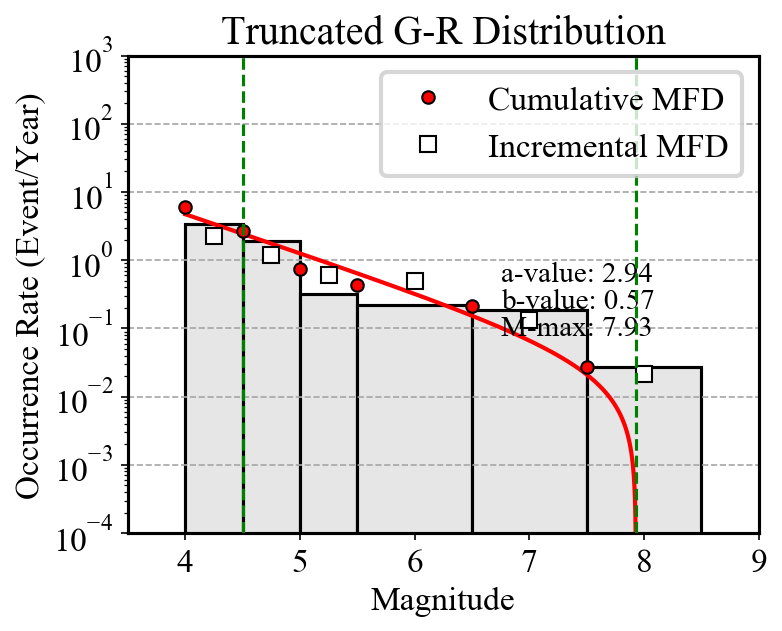 Truncated G-R Distribution
Occurrence Rate (Event/Year)
10³
10²
10¹
10⁰
10⁻¹
10⁻²
10⁻³
10⁻⁴
Cumulative MFD
Incremental MFD
a-value: 2.94
b-value: 0.57
M-max: 7.93
4 5 6 7 8 9
Magnitude